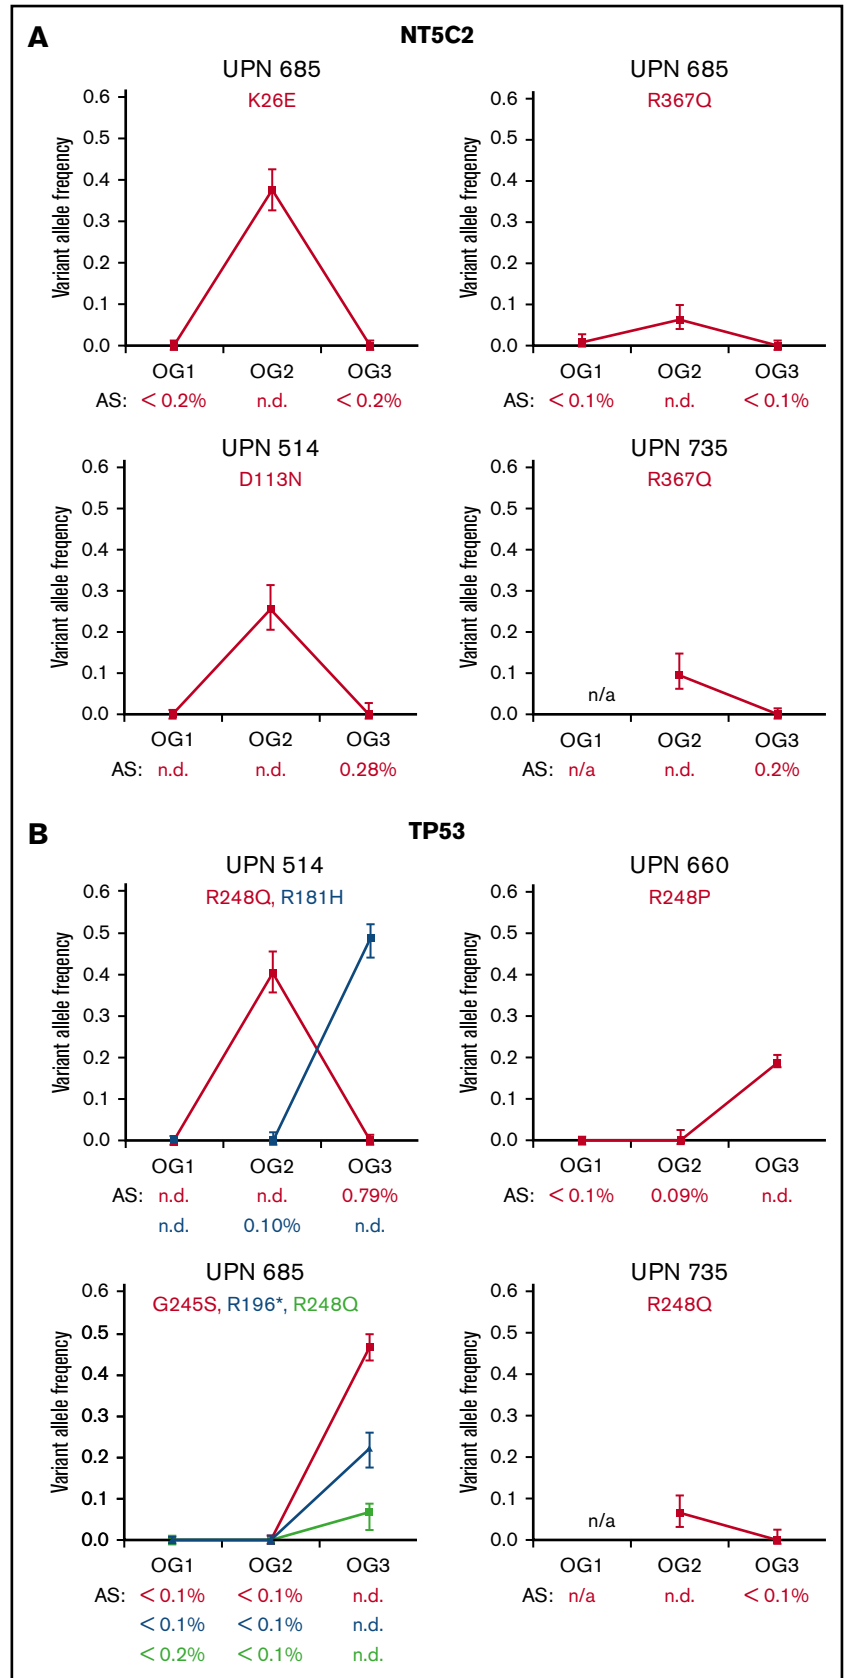 A
NT5C2
UPN 685
K26E
Variant allele freqency
0.6
0.5
0.4
0.3
0.2
0.1
0.0
OG1 OG2 OG3
AS: < 0.2% n.d. < 0.2%
UPN 685
R367Q
Variant allele freqency
0.6
0.5
0.4
0.3
0.2
0.1
0.0
OG1 OG2 OG3
AS: < 0.1% n.d. < 0.1%
UPN 514
D113N
Variant allele freqency
0.6
0.5
0.4
0.3
0.2
0.1
0.0
OG1 OG2 OG3
AS: n.d. n.d. 0.28%
UPN 735
R367Q
Variant allele freqency
0.6
0.5
0.4
0.3
0.2
0.1
0.0
n/a
OG1 OG2 OG3
AS: n/a n.d. 0.2%
B
TP53
UPN 514
R248Q, R181H
Variant allele freqency
0.6
0.5
0.4
0.3
0.2
0.1
0.0
OG1 OG2 OG3
AS: n.d. n.d. 0.79%
n.d. 0.10% n.d.
UPN 660
R248P
Variant allele freqency
0.6
0.5
0.4
0.3
0.2
0.1
0.0
OG1 OG2 OG3
AS: < 0.1% 0.09% n.d.
UPN 685
G245S, R196*, R248Q
Variant allele freqency
0.6
0.5
0.4
0.3
0.2
0.1
0.0
OG1 OG2 OG3
AS: < 0.1% < 0.1% n.d.
< 0.1% < 0.1% n.d.
< 0.2% < 0.1% n.d.
UPN 735
R248Q
Variant allele freqency
0.6
0.5
0.4
0.3
0.2
0.1
0.0
n/a
OG1 OG2 OG3
AS: n/a n.d. < 0.1%